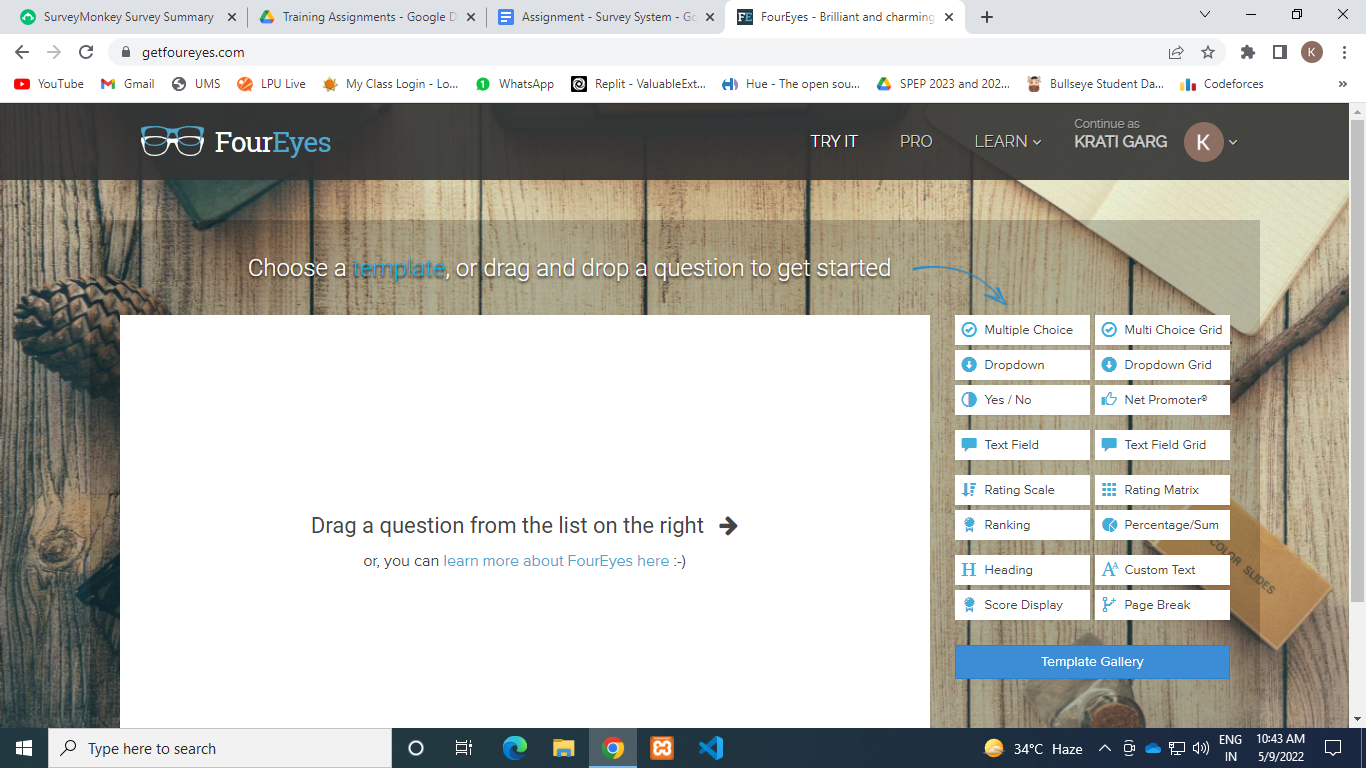 SurveyMonkey Survey Summary
Training Assignments - Google D
Assignment - Survey System - Go
FourEyes - Brilliant and charming
getfoureyes.com
K
YouTube
Gmail
UMS
LPU Live
My Class Login - Lo...
1 WhatsApp
Replit - ValuableExt...
Hue - The open sou...
SPEP 2023 and 202...
Bullseye Student Da...
Codeforces
»
FourEyes
TRY IT
PRO
LEARN
Continue as
KRATI GARG
K
Choose a template, or drag and drop a question to get started
Drag a question from the list on the right
or, you can learn more about FourEyes here :-)
Multiple Choice
Multi Choice Grid
Dropdown
Dropdown Grid
Yes / No
Net Promoter®
Text Field
Text Field Grid
Rating Scale
Rating Matrix
Ranking
Percentage/Sum
H Heading
Custom Text
Score Display
Page Break
COLOR SLIDES
Template Gallery
Type here to search
34°C Haze
ENG
IN
10:43 AM
5/9/2022